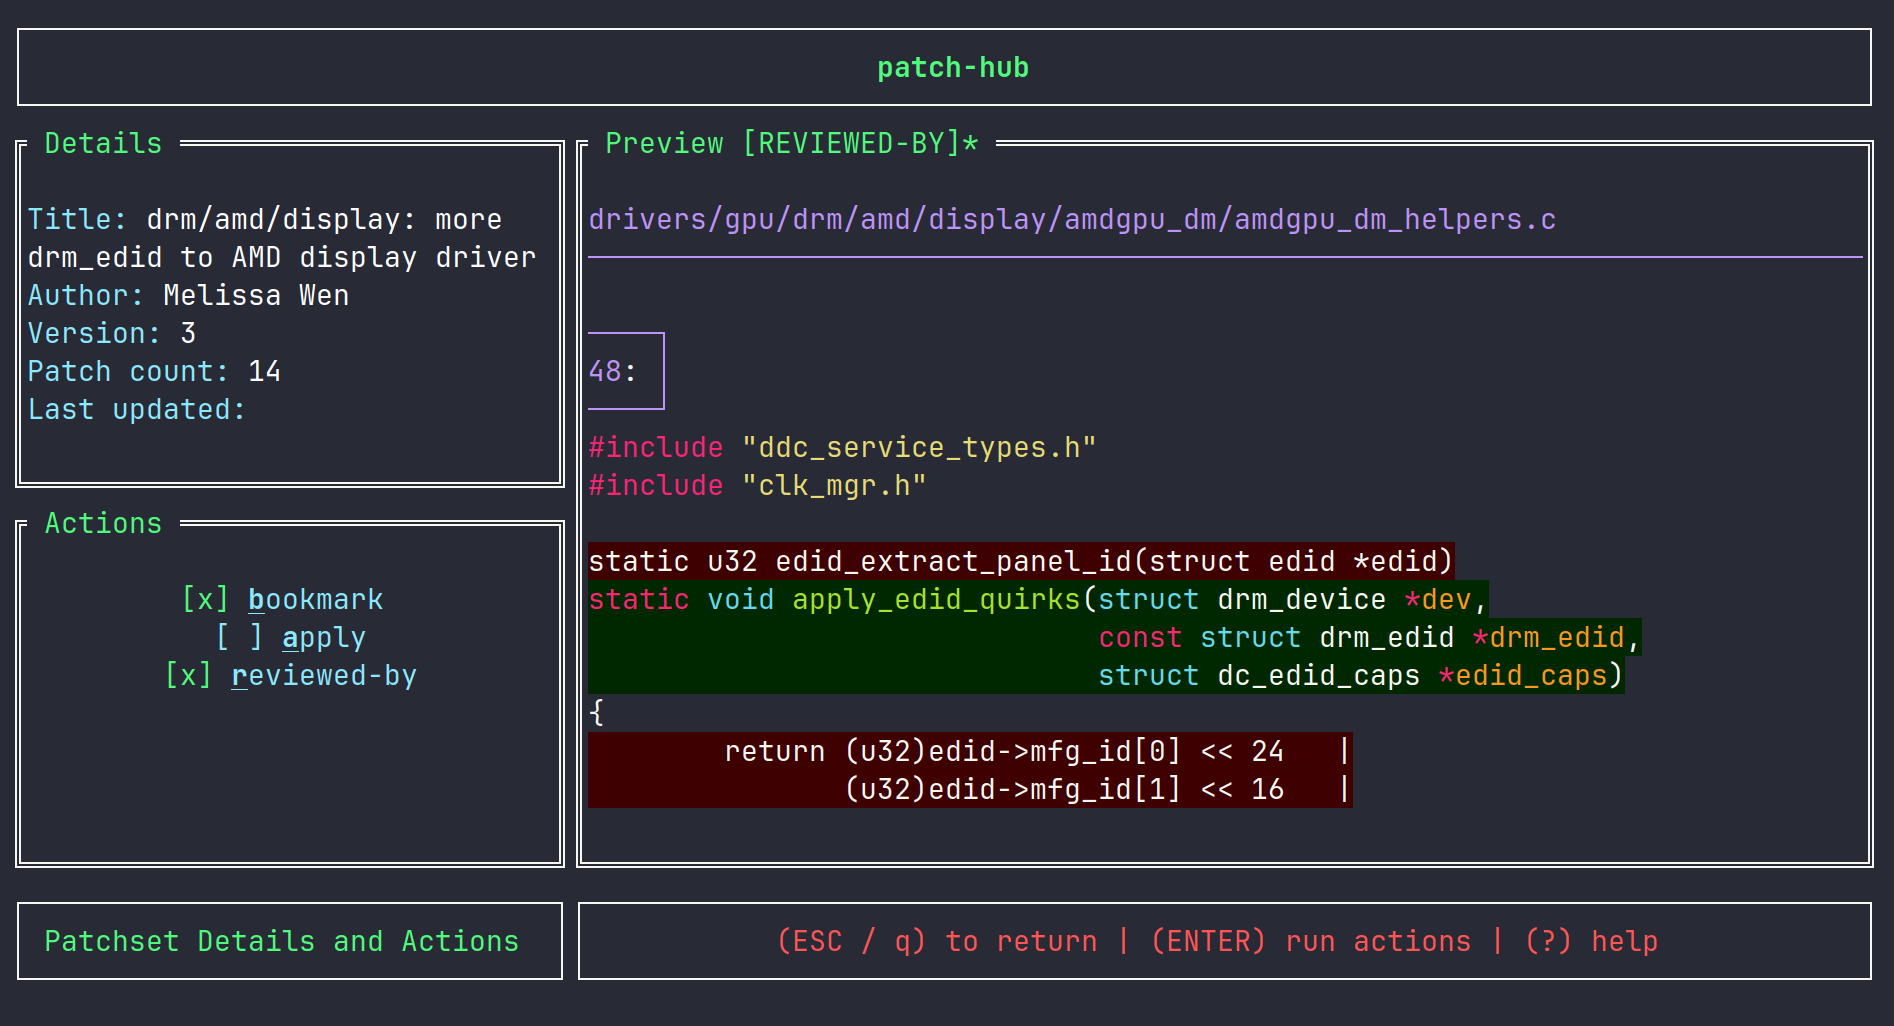 patch-hub
Details
Title: drm/amd/display: more
drm_edid to AMD display driver
Author: Melissa Wen
Version: 3
Patch count: 14
Last updated:
Actions
[x] bookmark
[ ] apply
[x] reviewed-by
Preview [REVIEWED-BY]*
drivers/gpu/drm/amd/display/amdgpu_dm/amdgpu_dm_helpers.c
48:
#include "ddc_service_types.h"
#include "clk_mgr.h"
static u32 edid_extract_panel_id(struct edid *edid)
static void apply_edid_quirks(struct drm_device *dev,
                              const struct drm_edid *drm_edid,
                              struct dc_edid_caps *edid_caps)
{
        return (u32)edid->mfg_id[0] << 24   |
               (u32)edid->mfg_id[1] << 16   |
Patchset Details and Actions
(ESC / q) to return | (ENTER) run actions | (?) help